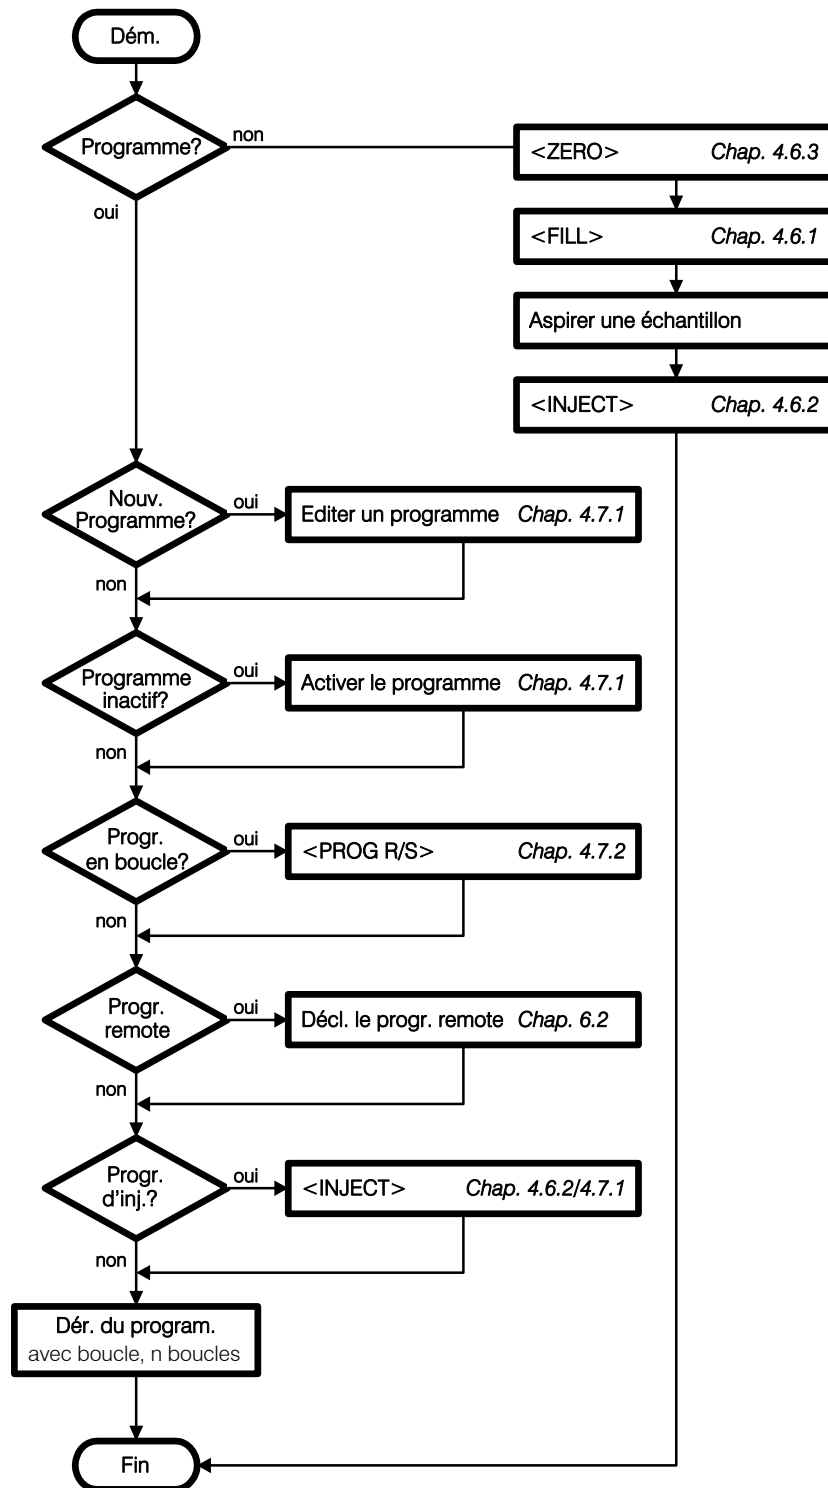 Dém.
Programme?
non
oui
<ZERO> Chap. 4.6.3
<FILL> Chap. 4.6.1
Aspirer une échantillon
<INJECT> Chap. 4.6.2
Nouv.
Programme?
oui
Editer un programme Chap. 4.7.1
non
Programme
inactif?
oui
Activer le programme Chap. 4.7.1
non
Progr.
en boucle?
oui
<PROG R/S> Chap. 4.7.2
non
Progr.
remote
oui
Décl. le progr. remote Chap. 6.2
non
Progr.
d'inj.?
oui
<INJECT> Chap. 4.6.2/4.7.1
non
Dér. du program.
avec boucle, n boucles
Fin